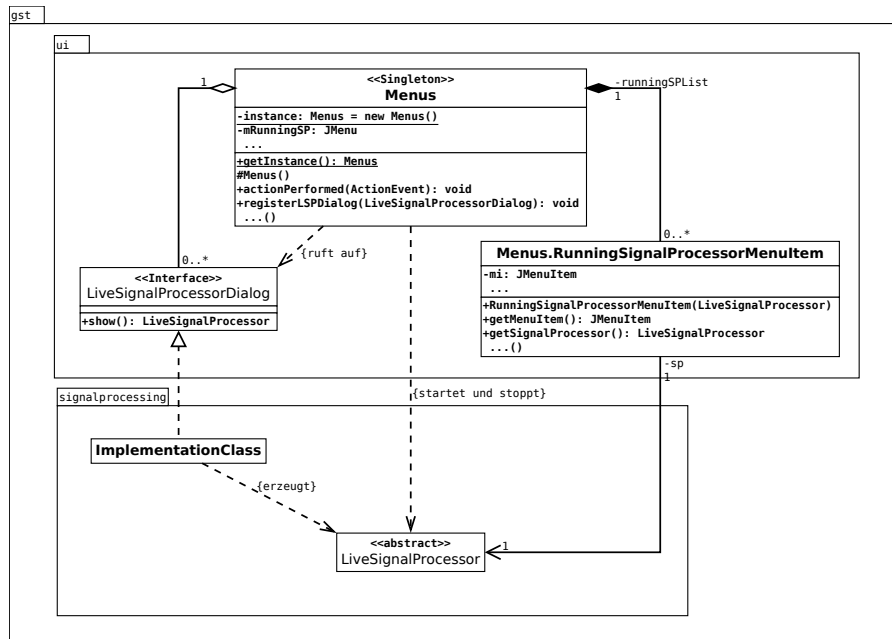 gst
ui
<<Singleton>>
Menus
-instance: Menus = new Menus()
-mRunningSP: JMenu
...
+getInstance(): Menus
#Menus()
+actionPerformed(ActionEvent): void
+registerLSPDialog(LiveSignalProcessorDialog): void
...()
1
-runningSPList
1
{ruft auf}
0..*
0..*
<<Interface>>
LiveSignalProcessorDialog
+show(): LiveSignalProcessor
Menus.RunningSignalProcessorMenuItem
-mi: JMenuItem
...
+RunningSignalProcessorMenuItem(LiveSignalProcessor)
+getMenuItem(): JMenuItem
+getSignalProcessor(): LiveSignalProcessor
...()
-sp
1
signalprocessing
{startet und stoppt}
ImplementationClass
{erzeugt}
<<abstract>>
LiveSignalProcessor
1